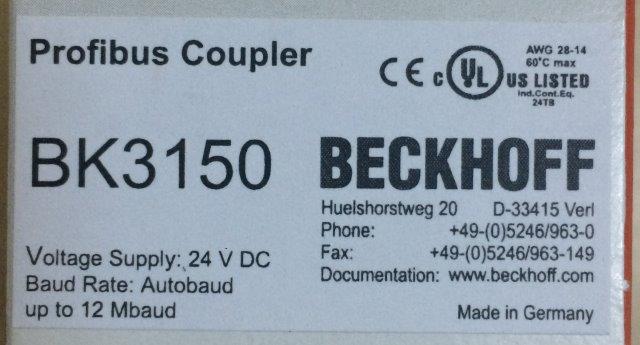 Profibus Coupler
CE c UL US LISTED
AWG 28-14
60°C max
Ind.Cont.Eq.
24TB
BK3150
BECKHOFF
Huelshorstweg 20 D-33415 Verl
Phone: +49-(0)5246/963-0
Fax: +49-(0)5246/963-149
Documentation: www.beckhoff.com
Voltage Supply: 24 V DC
Baud Rate: Autobaud
up to 12 Mbaud
Made in Germany